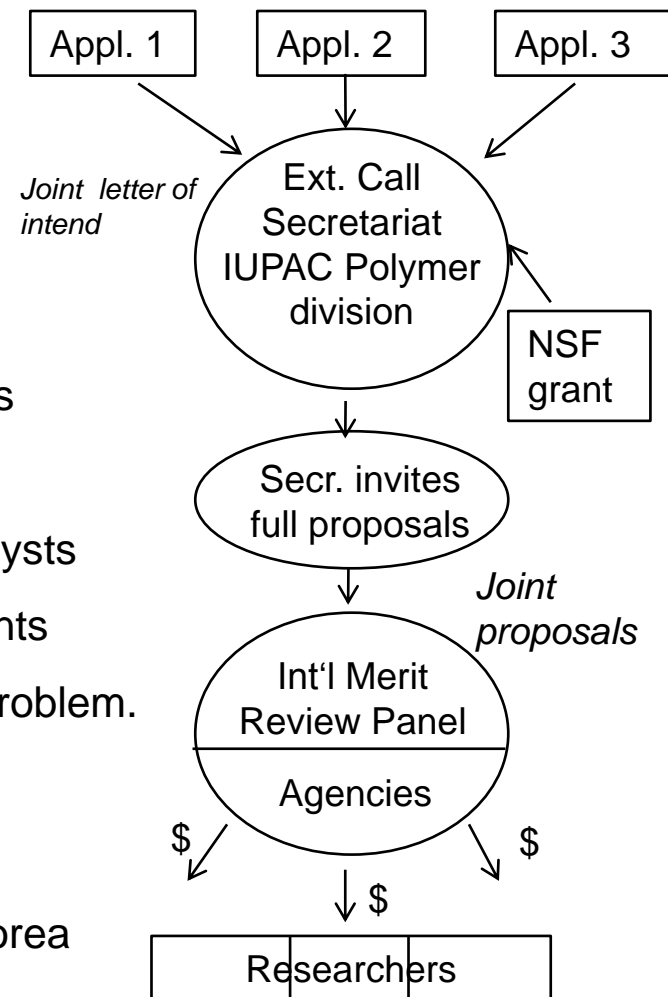 Appl. 1
Appl. 2
Appl. 3
Joint letter of
intend
Ext. Call
Secretariat
IUPAC Polymer
division
NSF
grant
s
Secr. invites
full proposals
ysts
Joint
proposals
nts
Int‘l Merit
Review Panel
roblem.
Agencies
$
$
$
orea
Researchers